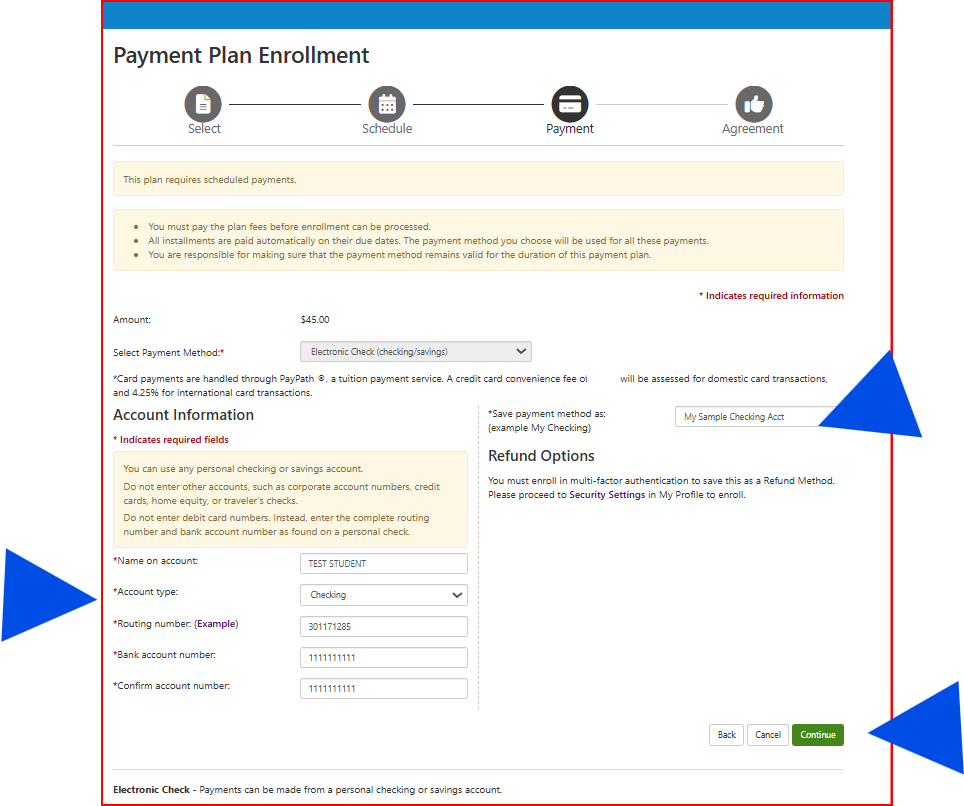 Payment Plan Enrollment
Select
Schedule
Payment
Agreement
This plan requires scheduled payments.
• You must pay the plan fees before enrollment can be processed.
• All installments are paid automatically on their due dates. The payment method you choose will be used for all these payments.
• You are responsible for making sure that the payment method remains valid for the duration of this payment plan.
* Indicates required information
Amount: $45.00
Select Payment Method:* Electronic Check (checking/savings)
*Card payments are handled through PayPath ®, a tuition payment service. A credit card convenience fee of will be assessed for domestic card transactions,
and 4.25% for international card transactions.
Account Information
* Indicates required fields
You can use any personal checking or savings account.
Do not enter other accounts, such as corporate account numbers, credit
cards, home equity, or traveler's checks.
Do not enter debit card numbers. Instead, enter the complete routing
number and bank account number as found on a personal check.
*Name on account: TEST STUDENT
*Account type: Checking
*Routing number: (Example) 301171285
*Bank account number: 1111111111
*Confirm account number: 1111111111
*Save payment method as: My Sample Checking Acct
(example My Checking)
Refund Options
You must enroll in multi-factor authentication to save this as a Refund Method.
Please proceed to Security Settings in My Profile to enroll.
Back Cancel Continue
Electronic Check - Payments can be made from a personal checking or savings account.